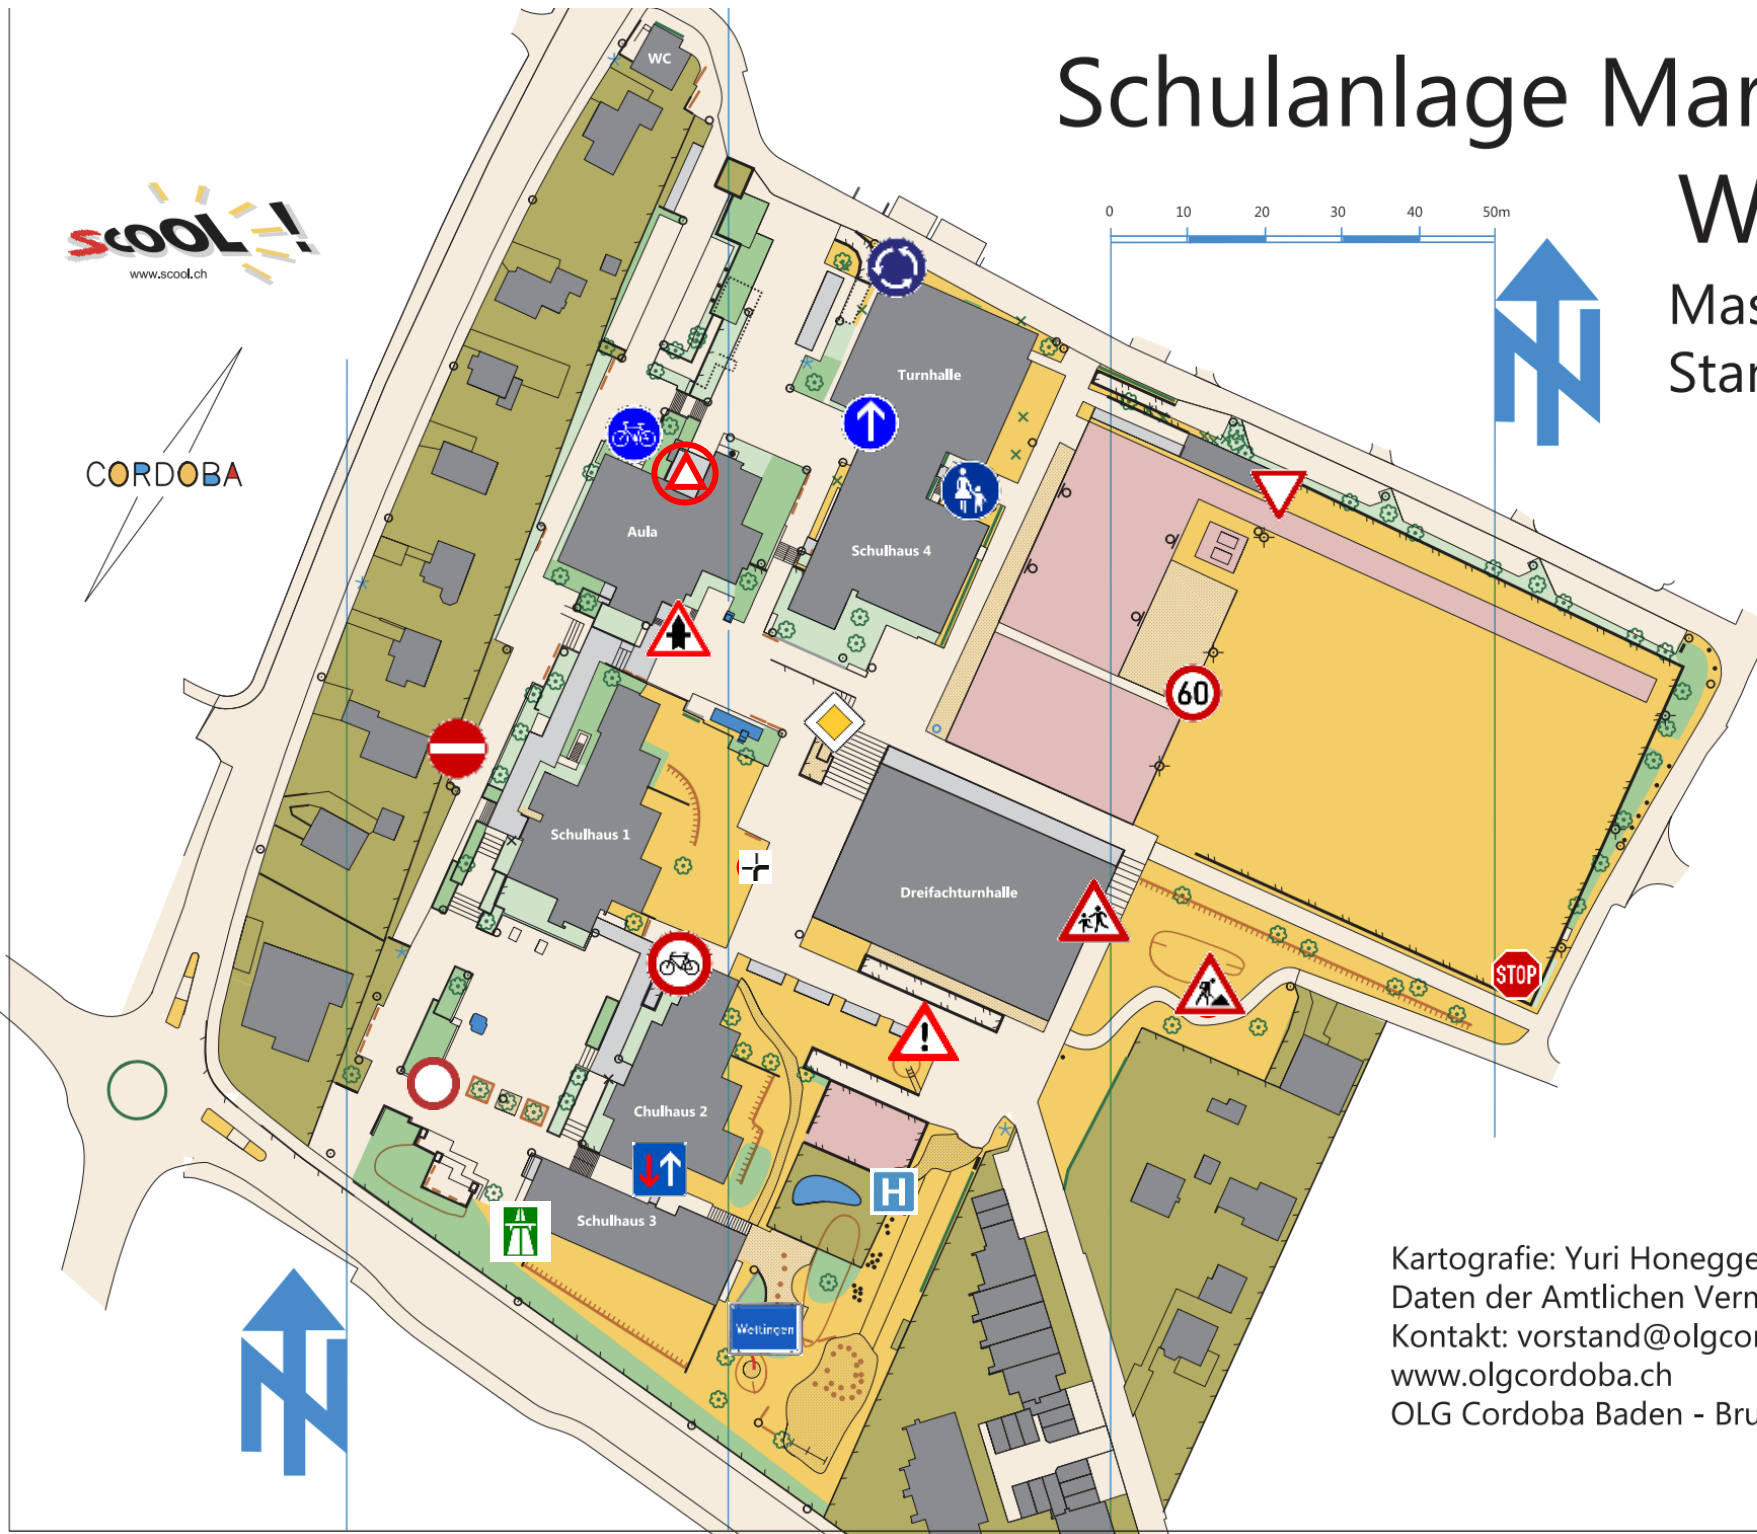 Schulanlage Mar
W
WC
scool!
www.scool.ch
0 10 20 30 40 50m
Mas
Star
Turnhalle
CORDOBA
Aula
Schulhaus 4
60
Schulhaus 1
Dreifachturnhalle
STOP
!
Chulhaus 2
H
Schulhaus 3
Wettingen
Kartografie: Yuri Honegge
Daten der Amtlichen Verm
Kontakt: vorstand@olgcor
www.olgcordoba.ch
OLG Cordoba Baden - Bru